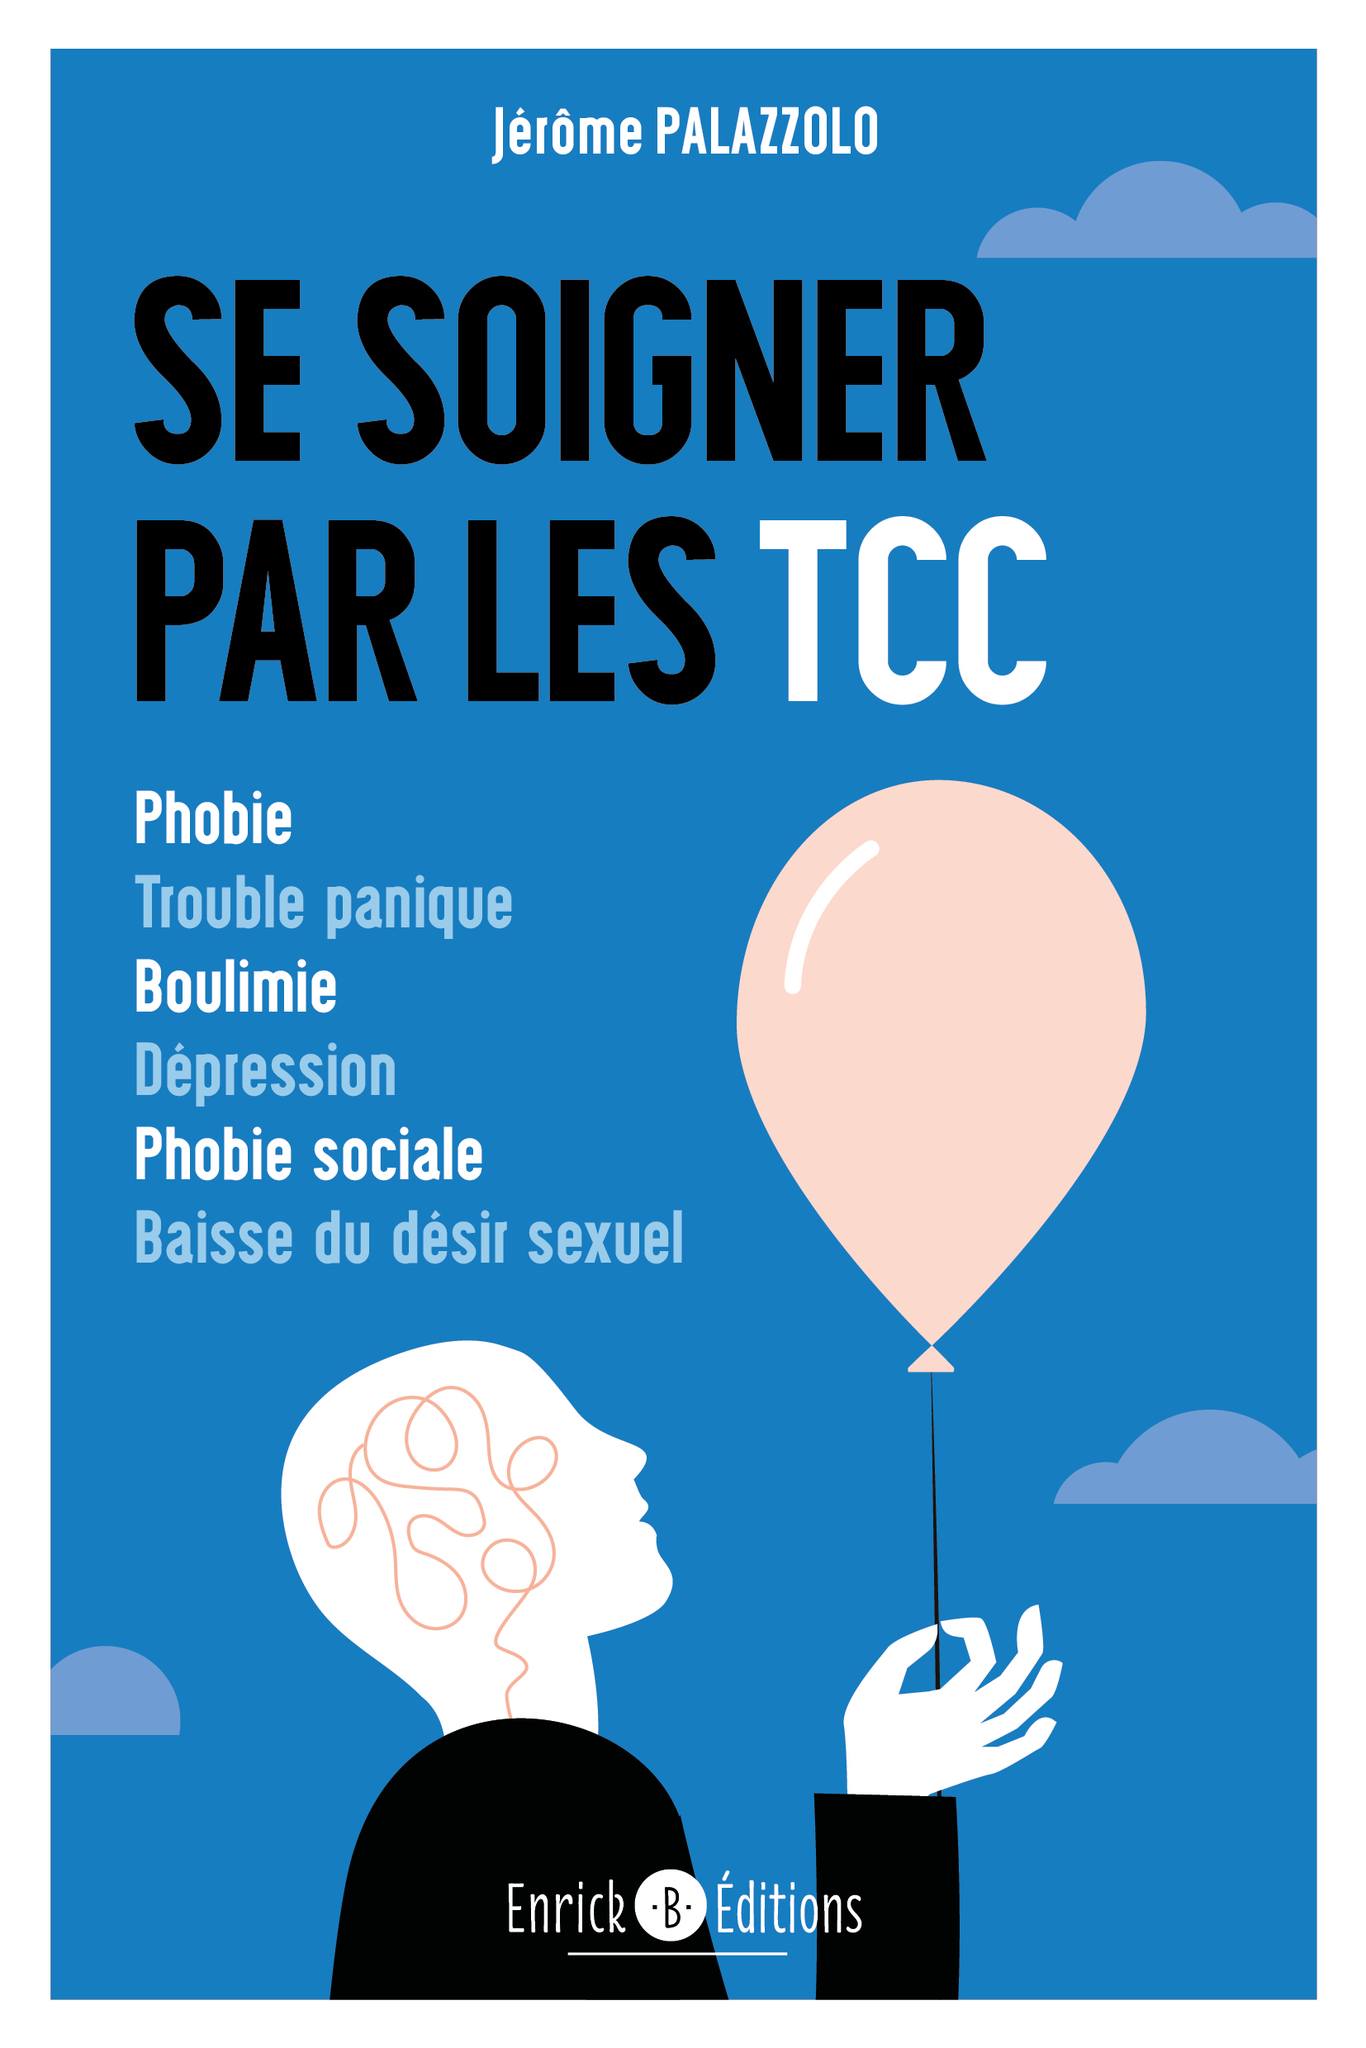 Jérôme PALAZZOLO
SE SOIGNER
PAR LES TCC
Phobie
Trouble panique
Boulimie
Dépression
Phobie sociale
Baisse du désir sexuel
Enrick ·B· Éditions